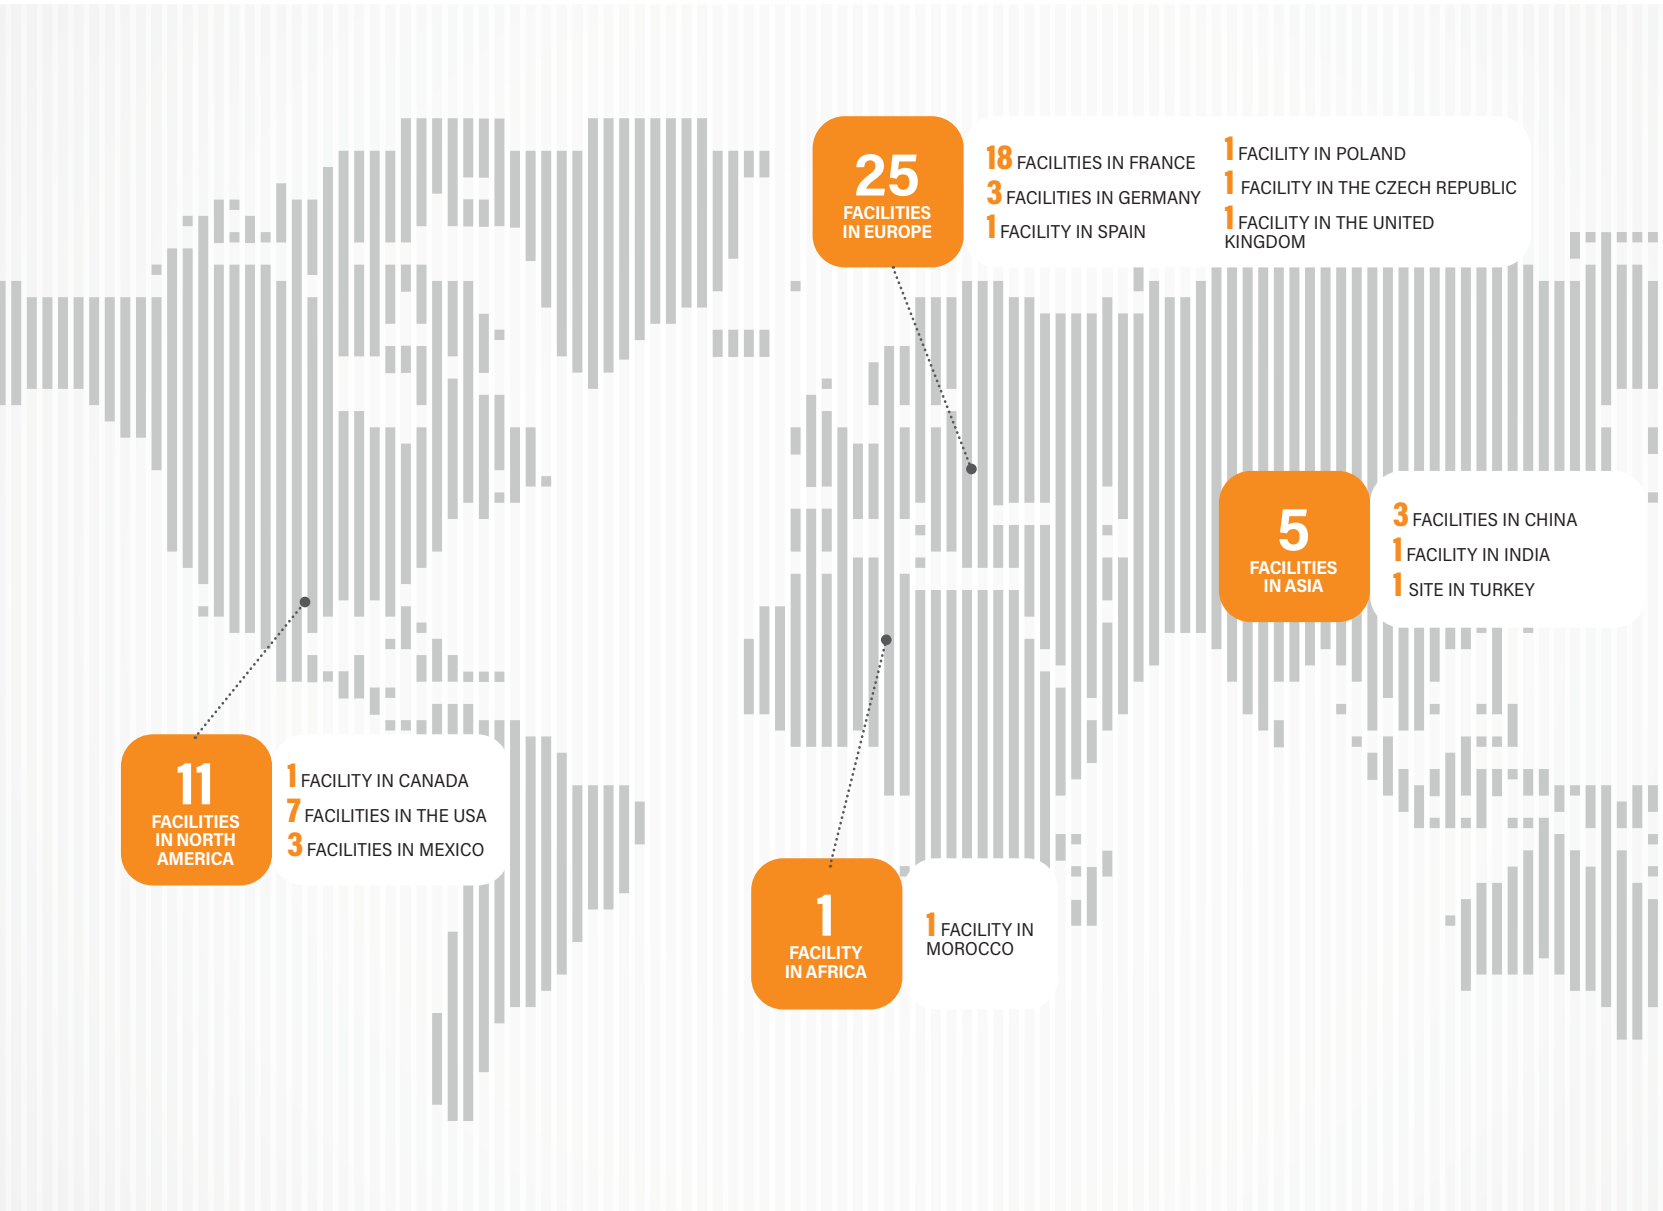 25
FACILITIES
IN EUROPE
18 FACILITIES IN FRANCE
3 FACILITIES IN GERMANY
1 FACILITY IN SPAIN
1 FACILITY IN POLAND
1 FACILITY IN THE CZECH REPUBLIC
1 FACILITY IN THE UNITED
KINGDOM
5
FACILITIES
IN ASIA
3 FACILITIES IN CHINA
1 FACILITY IN INDIA
1 SITE IN TURKEY
11
FACILITIES
IN NORTH
AMERICA
1 FACILITY IN CANADA
7 FACILITIES IN THE USA
3 FACILITIES IN MEXICO
1
FACILITY
IN AFRICA
1 FACILITY IN
MOROCCO